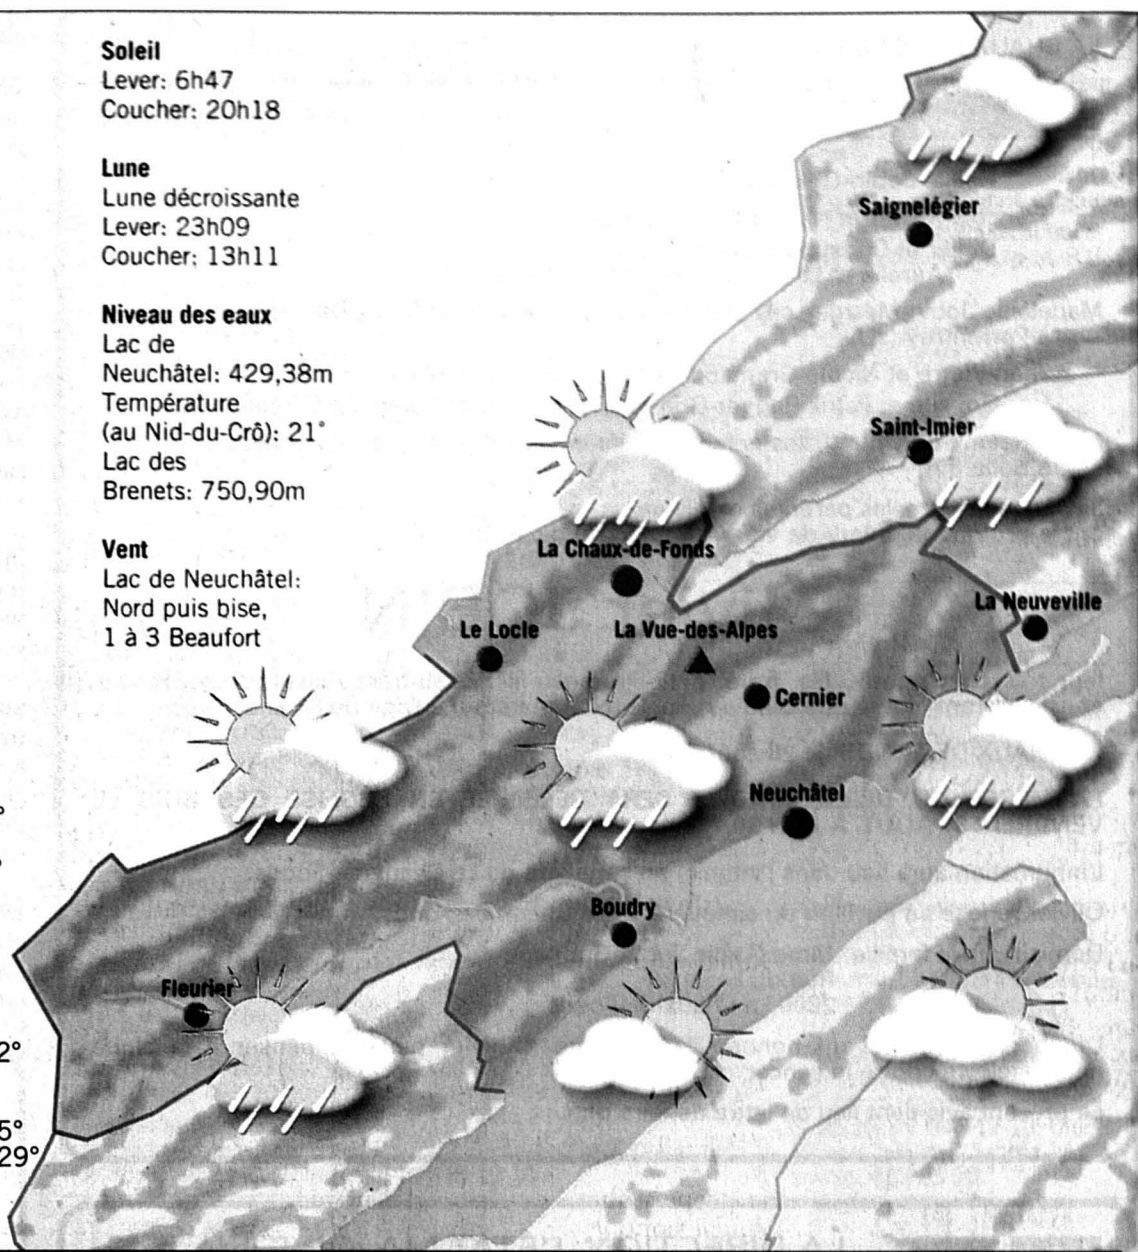 Soleil
Lever: 6h47
Coucher: 20h18
Lune
Lune décroissante
Lever: 23h09
Coucher: 13h11
Niveau des eaux
Lac de
Neuchâtel: 429,38m
Température
(au Nid-du-Crô): 21°
Lac des
Brenets: 750,90m
Vent
Lac de Neuchâtel:
Nord puis bise,
1 à 3 Beaufort
Saignelégier
Saint-Imier
La Chaux-de-Fonds
La Neuveville
Le Locle
La Vue-des-Alpes
Cernier
Neuchâtel
Boudry
Fleurier
2°
5°
29°